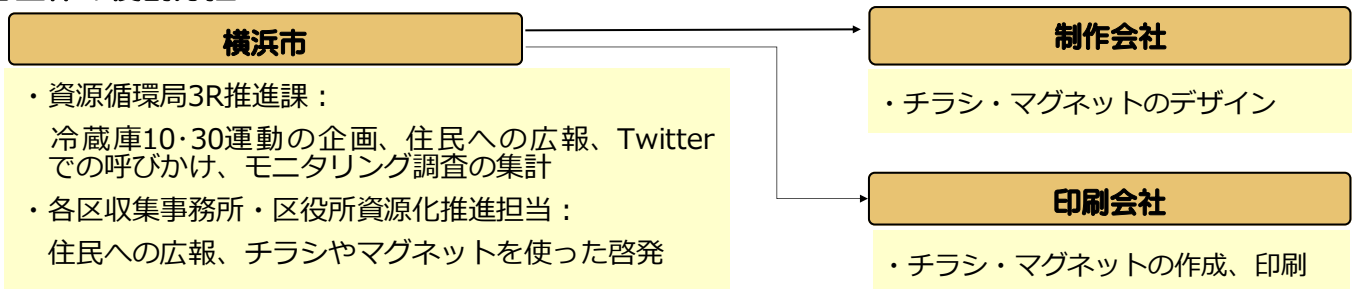 横浜市
・資源循環局3R推進課：
冷蔵庫10･30運動の企画、住民への広報、Twitter
での呼びかけ、モニタリング調査の集計
・各区収集事務所・区役所資源化推進担当：
住民への広報、チラシやマグネットを使った啓発
制作会社
・チラシ・マグネットのデザイン
印刷会社
・チラシ・マグネットの作成、印刷